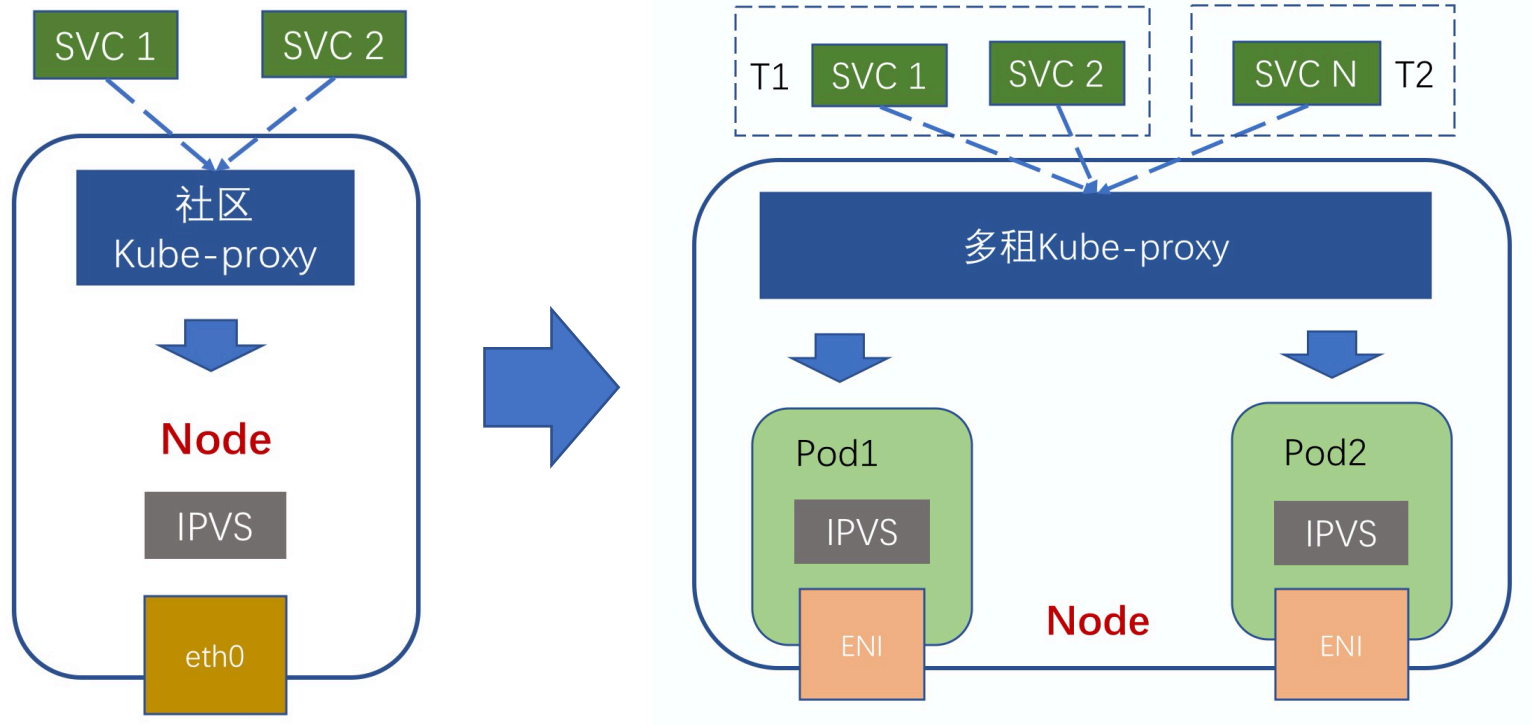 SVC 1
SVC 2
社区
Kube-proxy
Node
IPVS
eth0
T1
SVC 1
SVC 2
SVC N
T2
多租Kube-proxy
Pod1
IPVS
ENI
Node
Pod2
IPVS
ENI